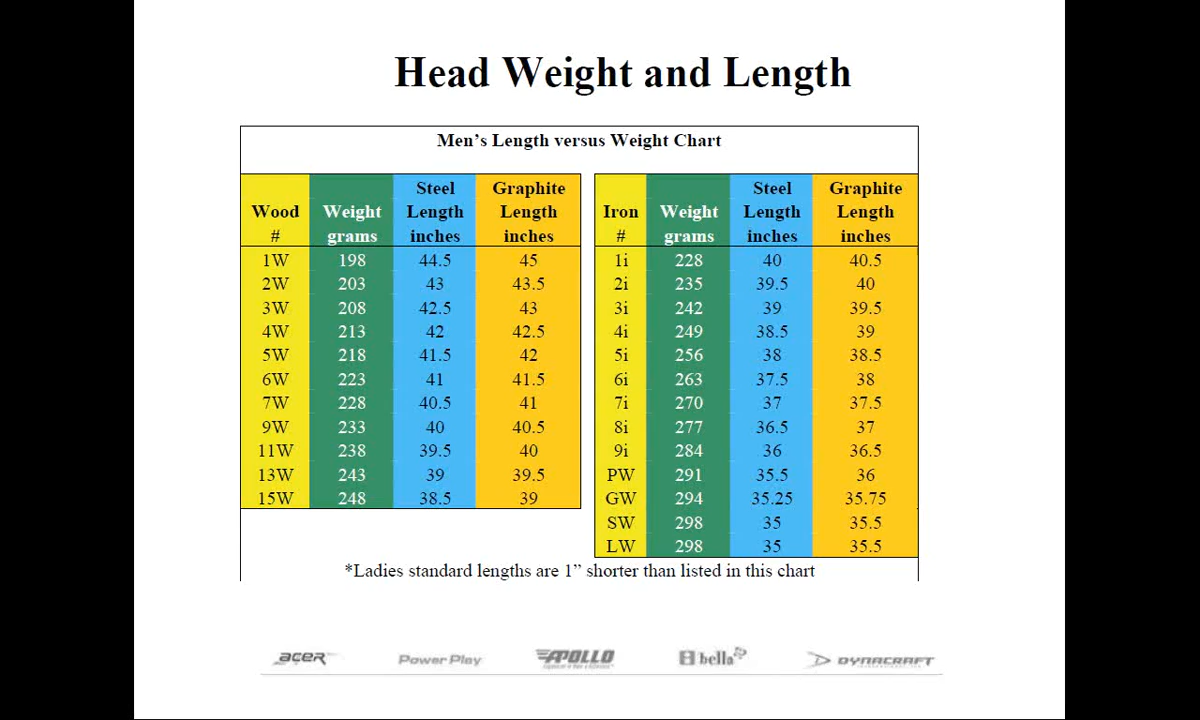 Head Weight and Length
Men’s Length versus Weight Chart
Wood # Weight grams Steel Length inches Graphite Length inches
1W 198 44.5 45
2W 203 43 43.5
3W 208 42.5 43
4W 213 42 42.5
5W 218 41.5 42
6W 223 41 41.5
7W 228 40.5 41
9W 233 40 40.5
11W 238 39.5 40
13W 243 39 39.5
15W 248 38.5 39
Iron # Weight grams Steel Length inches Graphite Length inches
1i 228 40 40.5
2i 235 39.5 40
3i 242 39 39.5
4i 249 38.5 39
5i 256 38 38.5
6i 263 37.5 38
7i 270 37 37.5
8i 277 36.5 37
9i 284 36 36.5
PW 291 35.5 36
GW 294 35.25 35.75
SW 298 35 35.5
LW 298 35 35.5
*Ladies standard lengths are 1” shorter than listed in this chart
acer Power Play APOLLO bella DYNACRAFT